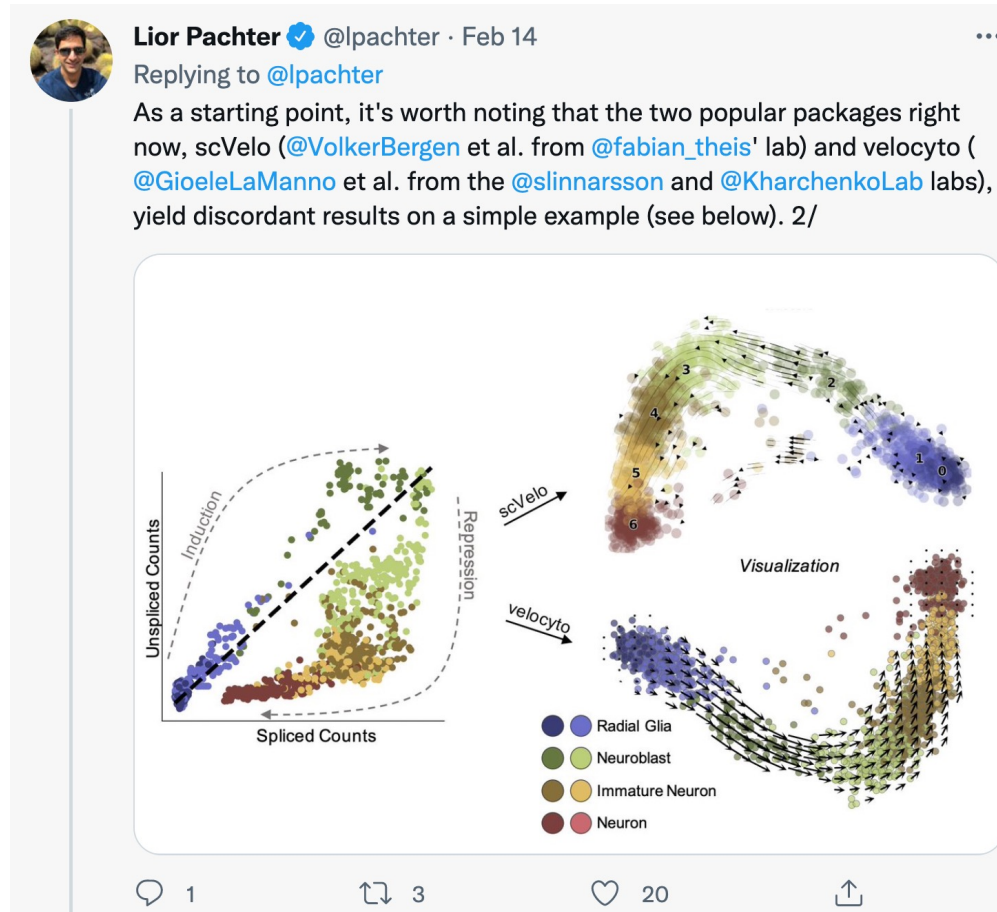 Lior Pachter @lpachter · Feb 14
Replying to @lpachter
As a starting point, it's worth noting that the two popular packages right
now, scVelo (@VolkerBergen et al. from @fabian_theis' lab) and velocyto (
@GioeleLaManno et al. from the @slinnarsson and @KharchenkoLab labs),
yield discordant results on a simple example (see below). 2/
Unspliced Counts
Induction
Repression
Spliced Counts
scVelo
velocyto
3
2
4
1
0
5
6
Visualization
Radial Glia
Neuroblast
Immature Neuron
Neuron
1 3 20